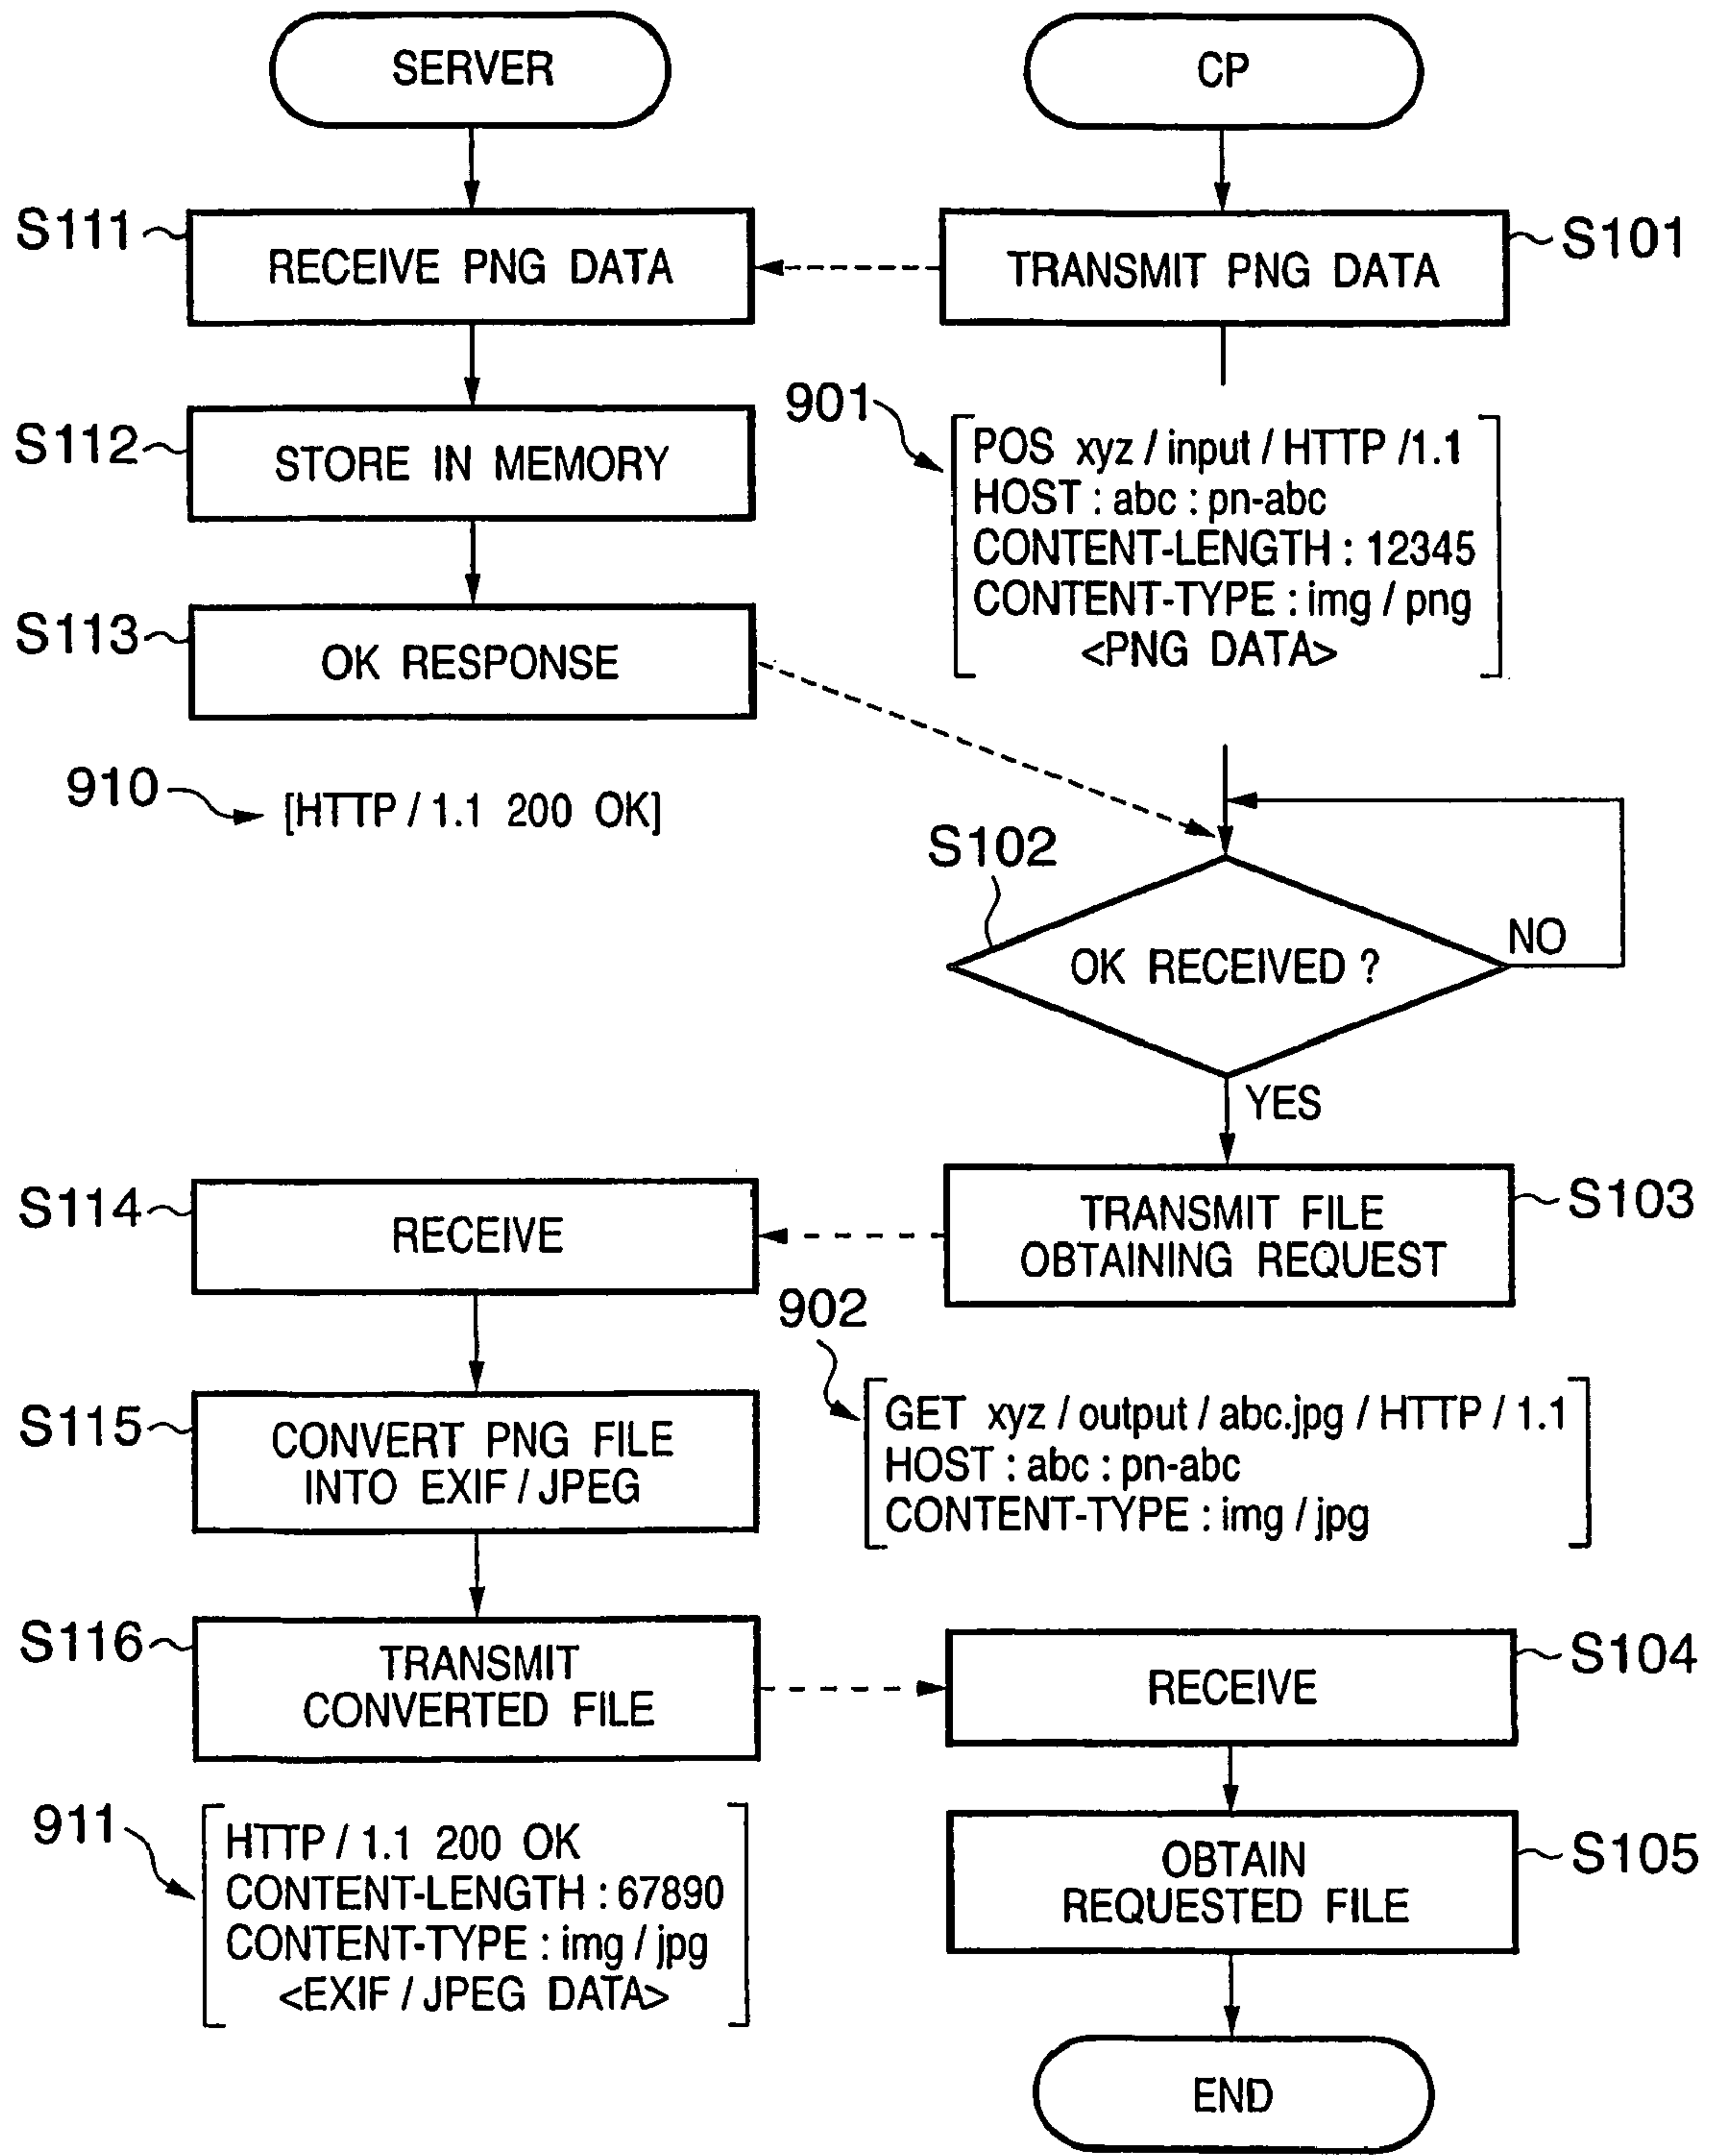 SERVER
CP
S111
RECEIVE PNG DATA
TRANSMIT PNG DATA
S101
S112
STORE IN MEMORY
901
POS xyz / input / HTTP /1.1
HOST : abc : pn-abc
CONTENT-LENGTH : 12345
CONTENT-TYPE : img / png
<PNG DATA>
S113
OK RESPONSE
910
[HTTP / 1.1 200 OK]
S102
OK RECEIVED ?
NO
YES
S114
RECEIVE
TRANSMIT FILE
OBTAINING REQUEST
S103
902
GET xyz / output / abc.jpg / HTTP / 1.1
HOST : abc : pn-abc
CONTENT-TYPE : img / jpg
S115
CONVERT PNG FILE
INTO EXIF / JPEG
S116
TRANSMIT
CONVERTED FILE
RECEIVE
S104
911
HTTP / 1.1 200 OK
CONTENT-LENGTH : 67890
CONTENT-TYPE : img / jpg
<EXIF / JPEG DATA>
OBTAIN
REQUESTED FILE
S105
END